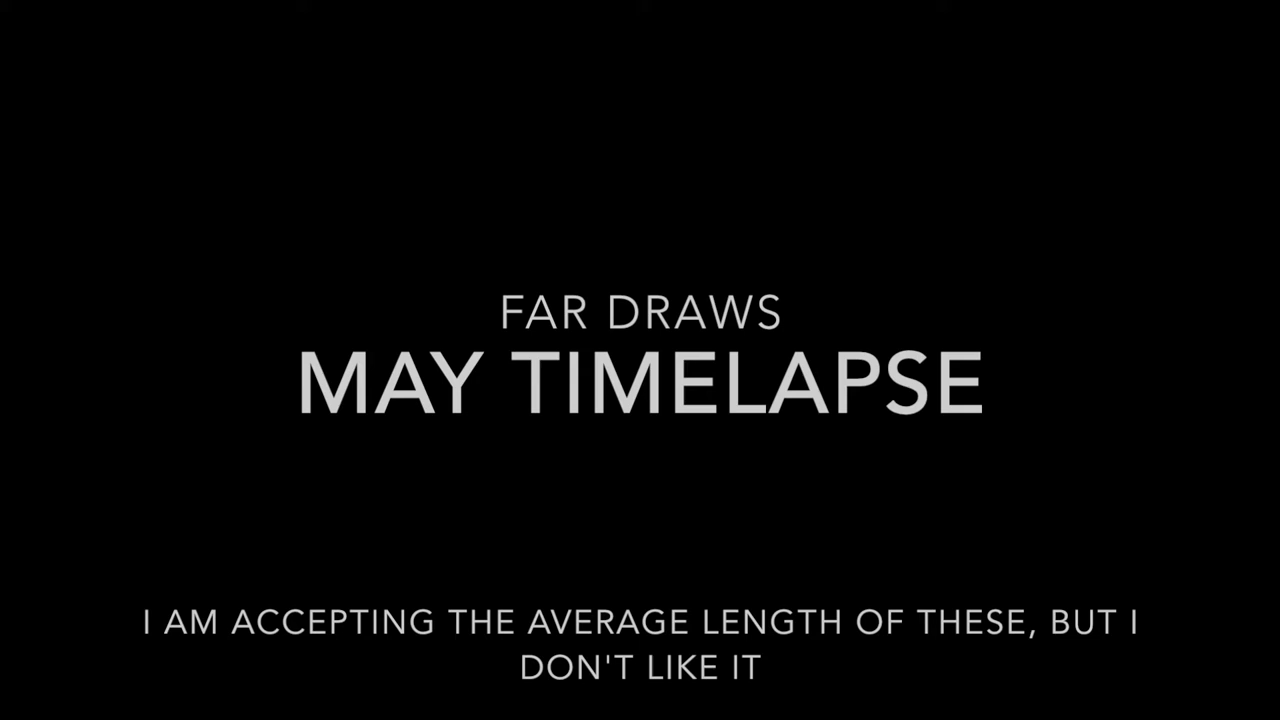 FAR DRAWS
MAY TIMELAPSE
I AM ACCEPTING THE AVERAGE LENGTH OF THESE, BUT I
DON'T LIKE IT